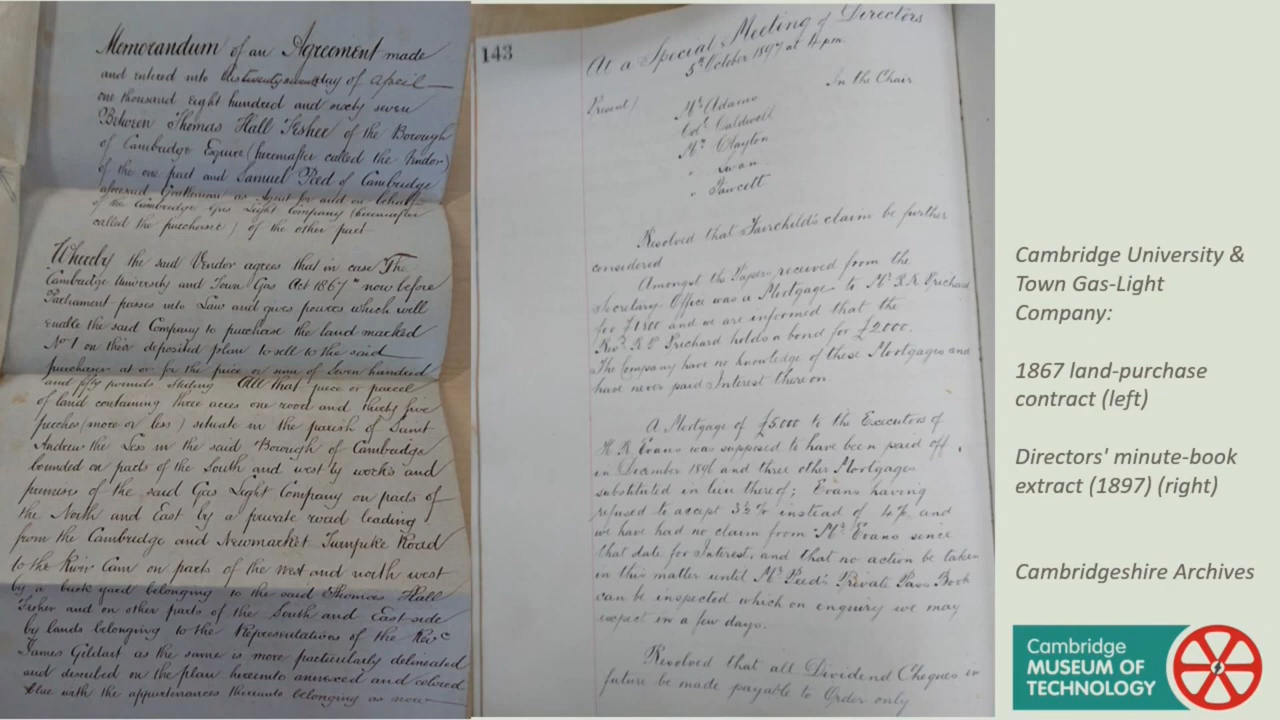 Memorandum of an Agreement made
and entered into this twenty seventh day of April
one thousand eight hundred and sixty seven
Between Thomas Hall Fisher of the Borough
of Cambridge Esquire (hereinafter called the Vendor)
of the one part and Samuel Peed of Cambridge
aforesaid Gentleman as Agent for and on behalf
of the Cambridge Gas Light Company (hereinafter
called the purchasers) of the other part
Whereby the said Vendor agrees that in case "The
Cambridge University and Town Gas Act 1867" now before
Parliament passes into Law and gives powers which will
enable the said Company to purchase the land marked
No 1 on their deposited plan to sell to the said
purchasers at or for the price or sum of Seven hundred
and fifty pounds Sterling All that piece or parcel
of land containing three acres one rood and thirty five
perches (more or less) situate in the parish of Saint
Andrew the Less in the said Borough of Cambridge
bounded on parts of the South and west by works and
premises of the said Gas Light Company on parts of
the North and East by a private road leading
from the Cambridge and Newmarket Turnpike Road
to the River Cam on parts of the West and north west
by a brick yard belonging to the said Thomas Hall
Fisher and on other parts of the South and East side
by lands belonging to the Representatives of the Revd
James Geldart as the same is more particularly delineated
and described on the plan hereunto annexed and colored
blue with the appurtenances thereunto belonging as now
143
At a Special Meeting of Directors
5th October 1897 at 4 pm.
In the Chair
Present/ Mr Adams
Col. Caldwell
Mr Clayton
" Swan
" Fawcett
Resolved that Fairchild's claim be further
considered
Amongst the Papers received from the
Secretary's Office was a Mortgage to Mr R.K. Prichard
for £1800 and we are informed that the
Revd R.P. Prichard holds a bond for £2000.
The Company have no knowledge of these Mortgages and
have never paid Interest thereon.
A Mortgage of £5000 to the Executors of
H.R. Evans was supposed to have been paid off
in December 1896 and three other Mortgages
substituted in lieu thereof; Evans having
refused to accept 3½% instead of 4% and
we have had no claim from Mr Evans since
that date for Interest, and that no action be taken
in this matter until Mr Peed's Private Pass Book
can be inspected which on enquiry we may
expect in a few days.
Resolved that all Dividend Cheques in
future be made payable to Order only
Cambridge University &
Town Gas-Light
Company:
1867 land-purchase
contract (left)
Directors' minute-book
extract (1897) (right)
Cambridgeshire Archives
Cambridge
MUSEUM OF
TECHNOLOGY